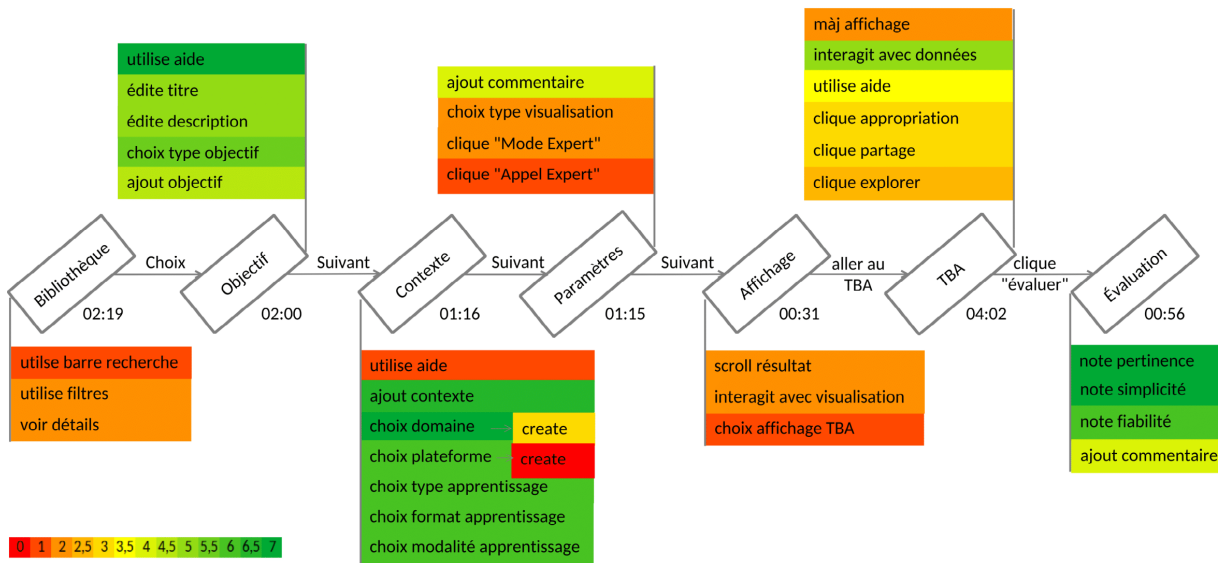 utilise aide
édite titre
édite description
choix type objectif
ajout objectif
ajout commentaire
choix type visualisation
clique "Mode Expert"
clique "Appel Expert"
màj affichage
interagit avec données
utilise aide
clique appropriation
clique partage
clique explorer
Bibliothèque
Choix
Objectif
Suivant
Contexte
Suivant
Paramètres
Suivant
Affichage
aller au
TBA
TBA
clique
"évaluer"
Évaluation
02:19
02:00
01:16
01:15
00:31
04:02
00:56
utilse barre recherche
utilise filtres
voir détails
utilise aide
ajout contexte
choix domaine
create
choix plateforme
create
choix type apprentissage
choix format apprentissage
choix modalité apprentissage
scroll résultat
interagit avec visualisation
choix affichage TBA
note pertinence
note simplicité
note fiabilité
ajout commentaire
0 1 2 2,5 3 3,5 4 4,5 5 5,5 6 6,5 7